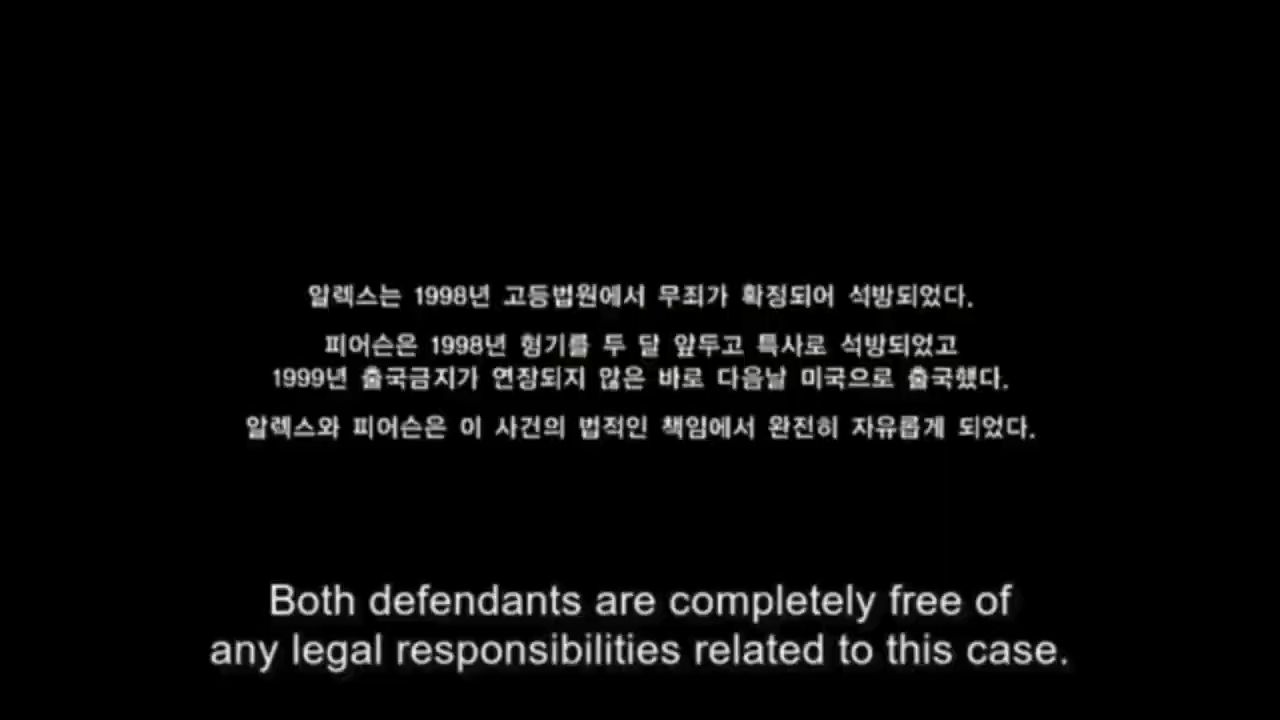 알렉스는 1998년 고등법원에서 무죄가 확정되어 석방되었다.
피어슨은 1998년 형기를 두 달 앞두고 특사로 석방되었고
1999년 출국금지가 연장되지 않은 바로 다음날 미국으로 출국했다.
알렉스와 피어슨은 이 사건의 법적인 책임에서 완전히 자유롭게 되었다.
Both defendants are completely free of
any legal responsibilities related to this case.